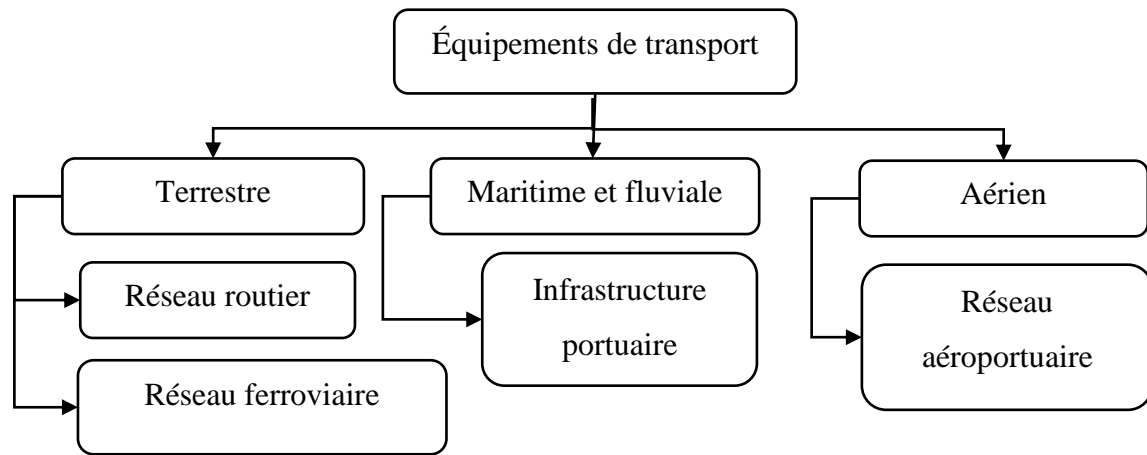 Équipements de transport
Terrestre
Maritime et fluviale
Aérien
Réseau routier
Infrastructure
portuaire
Réseau
aéroportuaire
Réseau ferroviaire